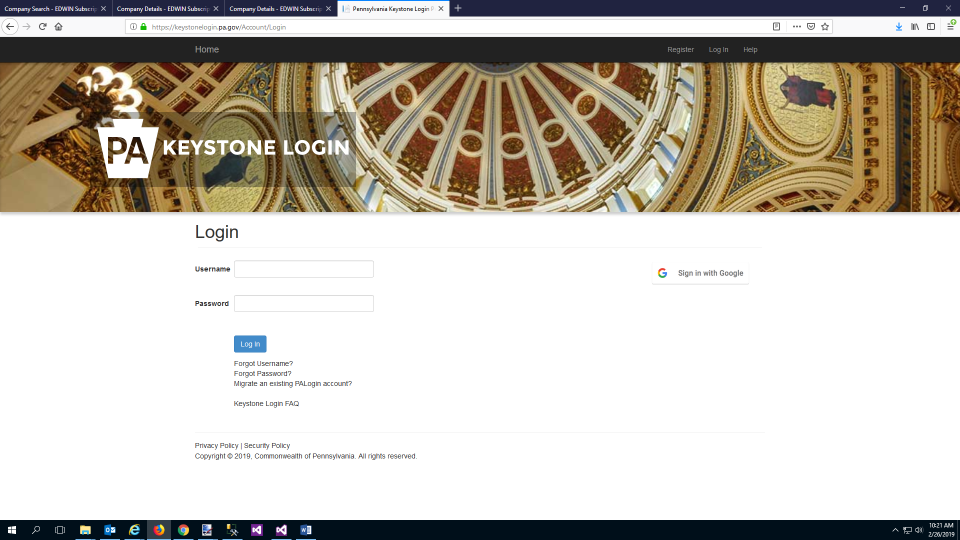 Company Search - EDWIN Subscrip
Company Details - EDWIN Subscrip
Company Details - EDWIN Subscrip
Pennsylvania Keystone Login P
https://keystonelogin.pa.gov/Account/Login
Home
Register
Log In
Help
PA KEYSTONE LOGIN
Login
Username
Sign in with Google
Password
Log In
Forgot Username?
Forgot Password?
Migrate an existing PALogin account?
Keystone Login FAQ
Privacy Policy | Security Policy
Copyright © 2019, Commonwealth of Pennsylvania. All rights reserved.
10:21 AM
2/26/2019